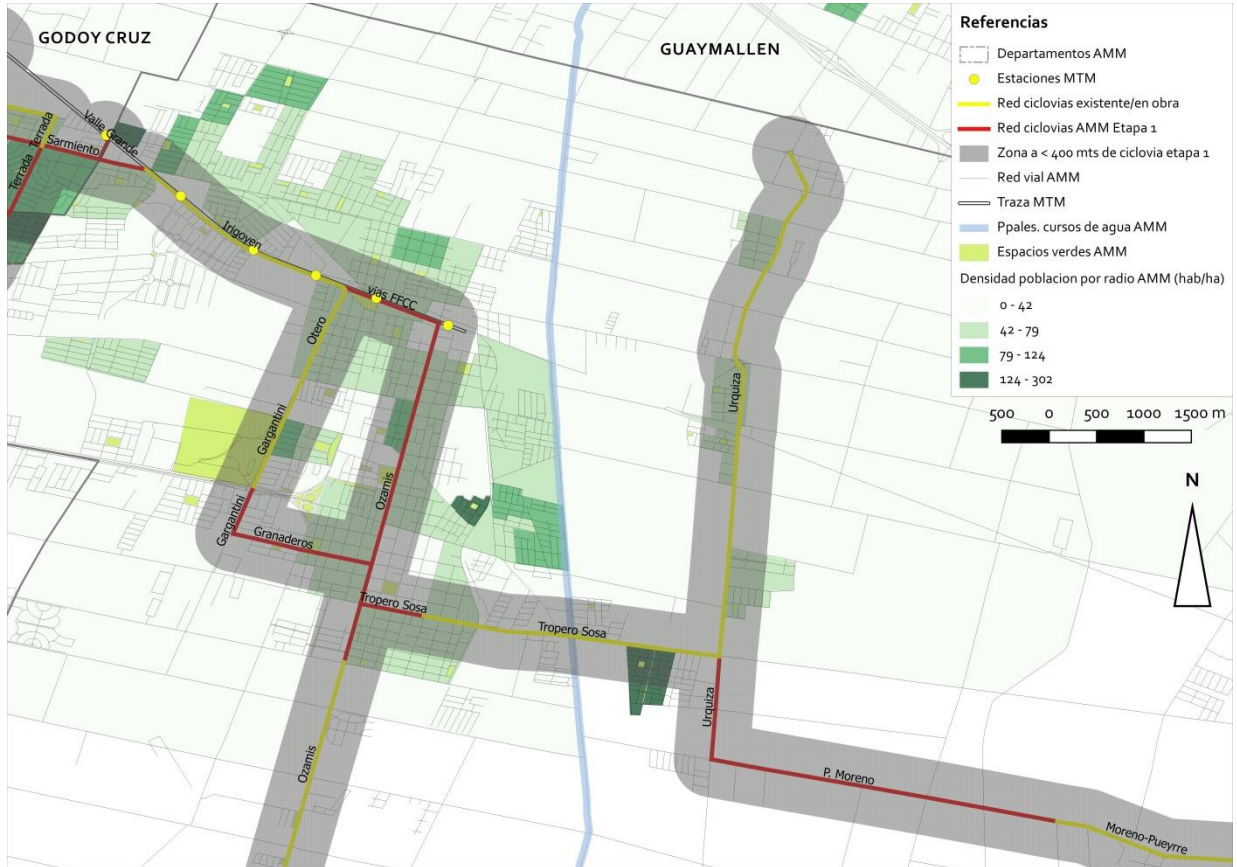 GODOY CRUZ
GUAYMALLEN
Referencias
Departamentos AMM
Estaciones MTM
Red ciclovias existente/en obra
Red ciclovias AMM Etapa 1
Zona a < 400 mts de ciclovia etapa 1
Red vial AMM
Traza MTM
Ppales. cursos de agua AMM
Espacios verdes AMM
Densidad poblacion por radio AMM (hab/ha)
0 - 42
42 - 79
79 - 124
124 - 302
500 0 500 1000 1500 m
N
Valle Grande
Terrada
Terrada
Sarmiento
Irigoyen
vias FFCC
Otero
Gargantini
Gargantini
Ozamis
Granaderos
Tropero Sosa
Tropero Sosa
Urquiza
Urquiza
Ozamis
P. Moreno
Moreno-Pueyrre